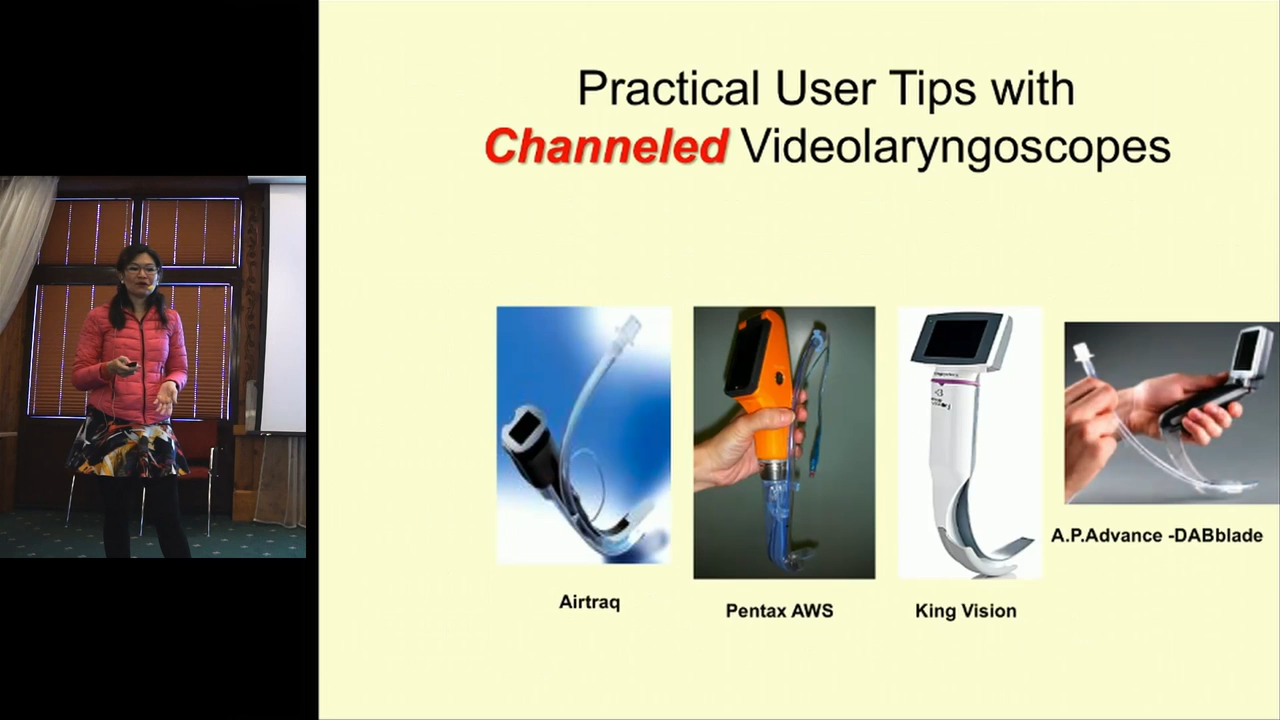 Practical User Tips with
Channeled Videolaryngoscopes
Airtraq
Pentax AWS
King Vision
A.P.Advance -DABblade